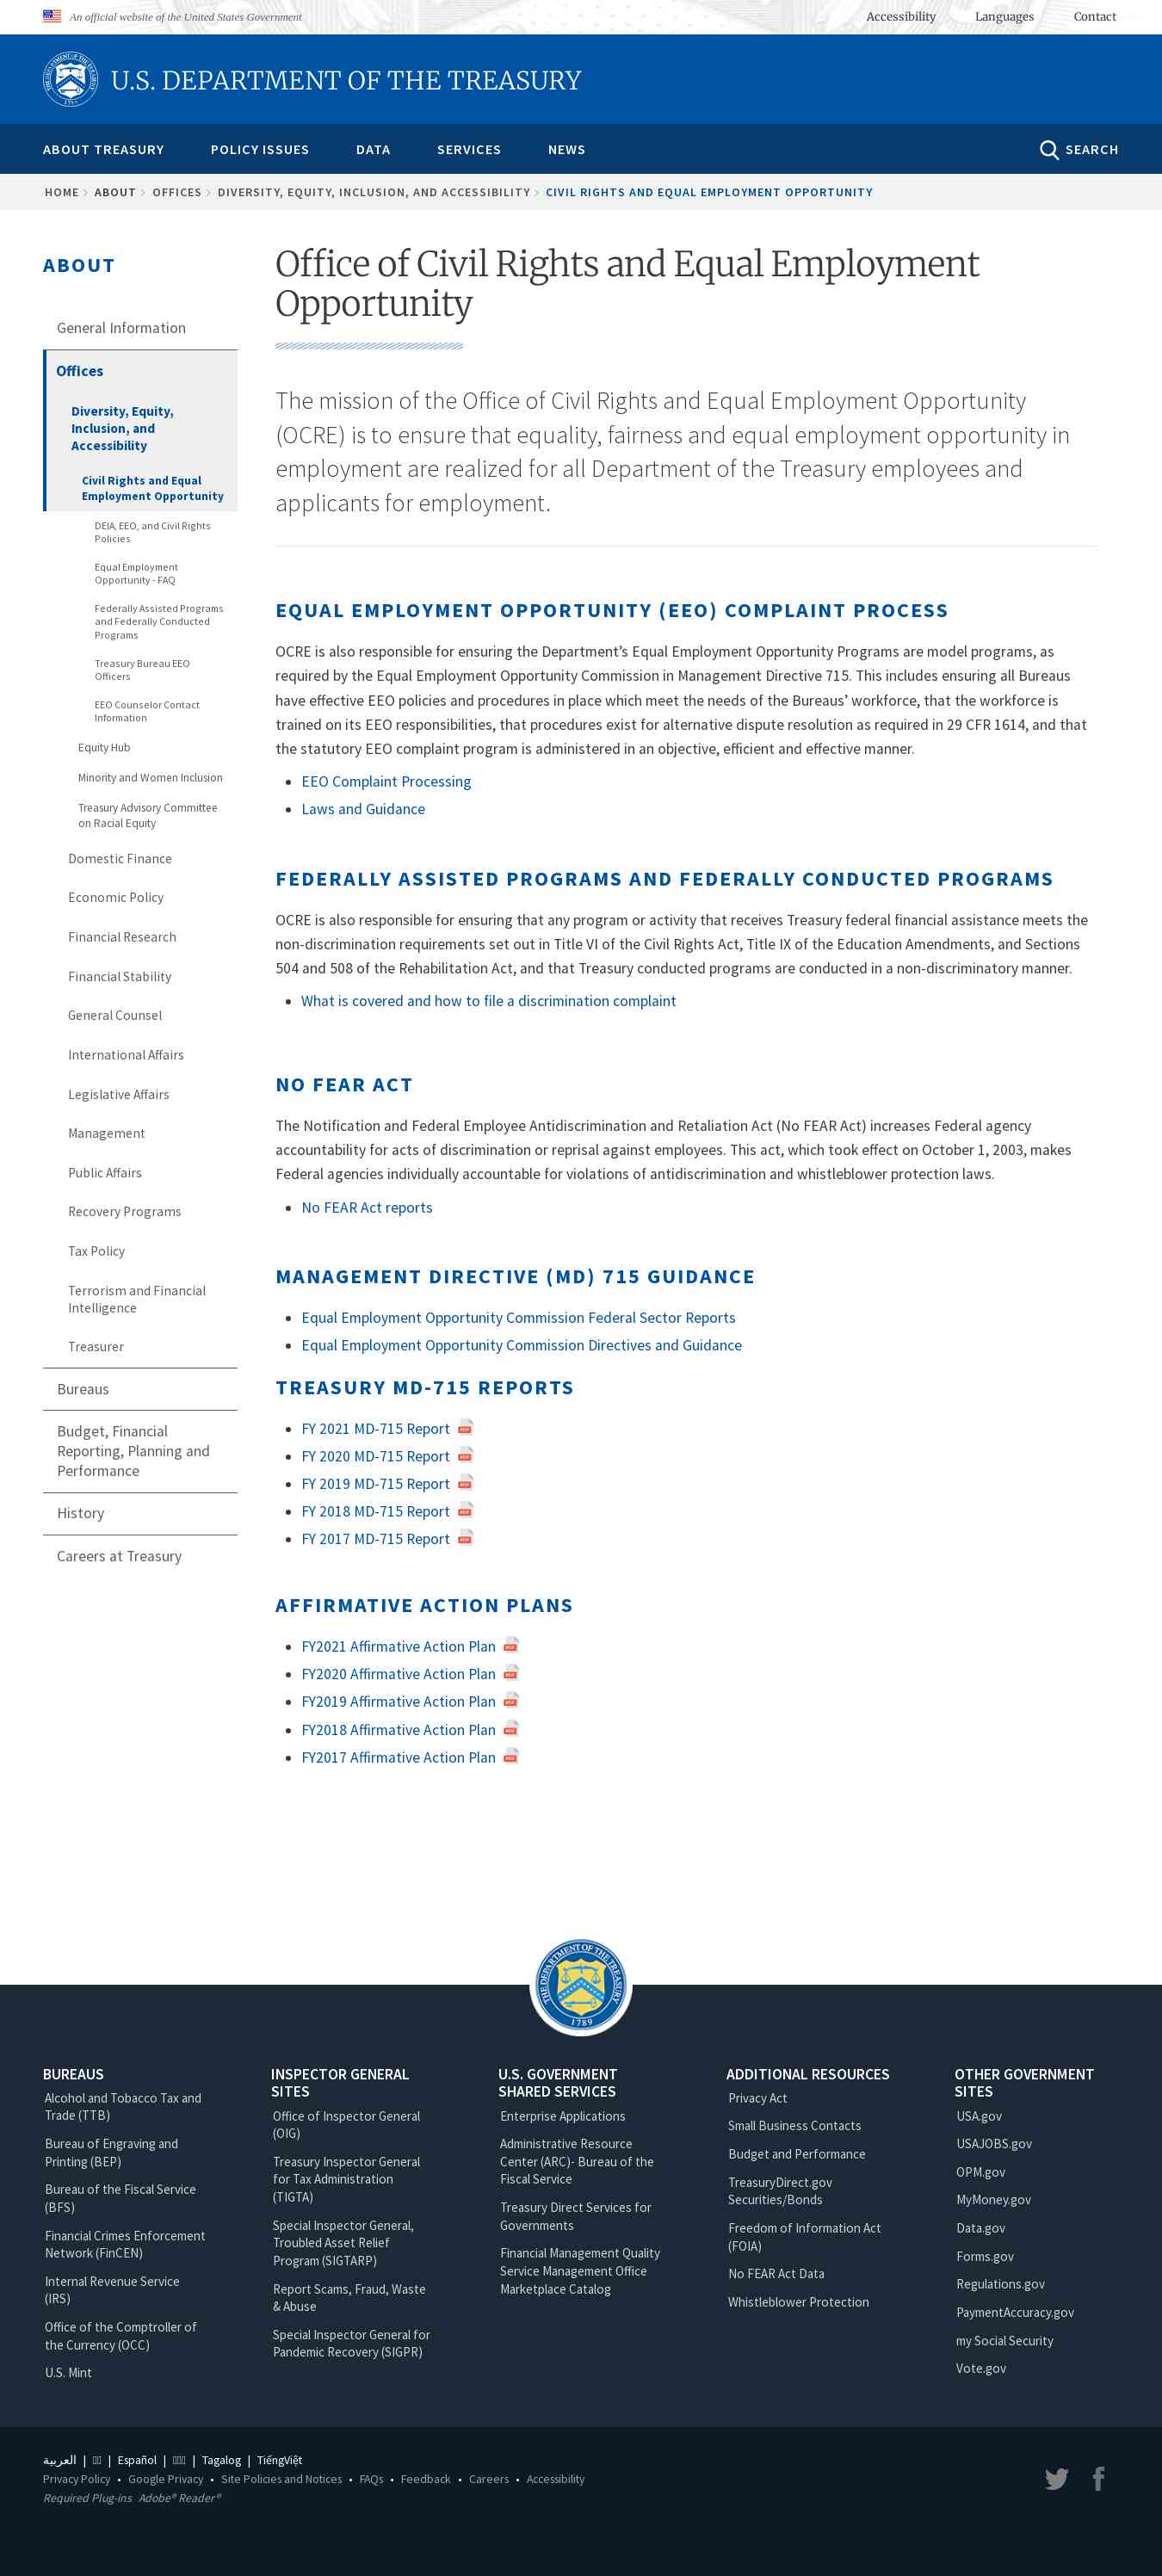 An official website of the United States Government
Accessibility
Languages
Contact
U.S. DEPARTMENT OF THE TREASURY
ABOUT TREASURY
POLICY ISSUES
DATA
SERVICES
NEWS
SEARCH
HOME
ABOUT
OFFICES
DIVERSITY, EQUITY, INCLUSION, AND ACCESSIBILITY
CIVIL RIGHTS AND EQUAL EMPLOYMENT OPPORTUNITY
ABOUT
General Information
Offices
Diversity, Equity,
Inclusion, and
Accessibility
Civil Rights and Equal
Employment Opportunity
DEIA, EEO, and Civil Rights
Policies
Equal Employment
Opportunity - FAQ
Federally Assisted Programs
and Federally Conducted
Programs
Treasury Bureau EEO
Officers
EEO Counselor Contact
Information
Equity Hub
Minority and Women Inclusion
Treasury Advisory Committee
on Racial Equity
Domestic Finance
Economic Policy
Financial Research
Financial Stability
General Counsel
International Affairs
Legislative Affairs
Management
Public Affairs
Recovery Programs
Tax Policy
Terrorism and Financial
Intelligence
Treasurer
Bureaus
Budget, Financial
Reporting, Planning and
Performance
History
Careers at Treasury
Office of Civil Rights and Equal Employment
Opportunity
The mission of the Office of Civil Rights and Equal Employment Opportunity
(OCRE) is to ensure that equality, fairness and equal employment opportunity in
employment are realized for all Department of the Treasury employees and
applicants for employment.
EQUAL EMPLOYMENT OPPORTUNITY (EEO) COMPLAINT PROCESS
OCRE is also responsible for ensuring the Department’s Equal Employment Opportunity Programs are model programs, as
required by the Equal Employment Opportunity Commission in Management Directive 715. This includes ensuring all Bureaus
have effective EEO policies and procedures in place which meet the needs of the Bureaus’ workforce, that the workforce is
trained on its EEO responsibilities, that procedures exist for alternative dispute resolution as required in 29 CFR 1614, and that
the statutory EEO complaint program is administered in an objective, efficient and effective manner.
EEO Complaint Processing
Laws and Guidance
FEDERALLY ASSISTED PROGRAMS AND FEDERALLY CONDUCTED PROGRAMS
OCRE is also responsible for ensuring that any program or activity that receives Treasury federal financial assistance meets the
non-discrimination requirements set out in Title VI of the Civil Rights Act, Title IX of the Education Amendments, and Sections
504 and 508 of the Rehabilitation Act, and that Treasury conducted programs are conducted in a non-discriminatory manner.
What is covered and how to file a discrimination complaint
NO FEAR ACT
The Notification and Federal Employee Antidiscrimination and Retaliation Act (No FEAR Act) increases Federal agency
accountability for acts of discrimination or reprisal against employees. This act, which took effect on October 1, 2003, makes
Federal agencies individually accountable for violations of antidiscrimination and whistleblower protection laws.
No FEAR Act reports
MANAGEMENT DIRECTIVE (MD) 715 GUIDANCE
Equal Employment Opportunity Commission Federal Sector Reports
Equal Employment Opportunity Commission Directives and Guidance
TREASURY MD-715 REPORTS
FY 2021 MD-715 Report
FY 2020 MD-715 Report
FY 2019 MD-715 Report
FY 2018 MD-715 Report
FY 2017 MD-715 Report
AFFIRMATIVE ACTION PLANS
FY2021 Affirmative Action Plan
FY2020 Affirmative Action Plan
FY2019 Affirmative Action Plan
FY2018 Affirmative Action Plan
FY2017 Affirmative Action Plan
THE DEPARTMENT OF THE TREASURY
1789
BUREAUS
Alcohol and Tobacco Tax and
Trade (TTB)
Bureau of Engraving and
Printing (BEP)
Bureau of the Fiscal Service
(BFS)
Financial Crimes Enforcement
Network (FinCEN)
Internal Revenue Service
(IRS)
Office of the Comptroller of
the Currency (OCC)
U.S. Mint
INSPECTOR GENERAL
SITES
Office of Inspector General
(OIG)
Treasury Inspector General
for Tax Administration
(TIGTA)
Special Inspector General,
Troubled Asset Relief
Program (SIGTARP)
Report Scams, Fraud, Waste
& Abuse
Special Inspector General for
Pandemic Recovery (SIGPR)
U.S. GOVERNMENT
SHARED SERVICES
Enterprise Applications
Administrative Resource
Center (ARC)- Bureau of the
Fiscal Service
Treasury Direct Services for
Governments
Financial Management Quality
Service Management Office
Marketplace Catalog
ADDITIONAL RESOURCES
Privacy Act
Small Business Contacts
Budget and Performance
TreasuryDirect.gov
Securities/Bonds
Freedom of Information Act
(FOIA)
No FEAR Act Data
Whistleblower Protection
OTHER GOVERNMENT
SITES
USA.gov
USAJOBS.gov
OPM.gov
MyMoney.gov
Data.gov
Forms.gov
Regulations.gov
PaymentAccuracy.gov
my Social Security
Vote.gov
العربية | | Español | | Tagalog | TiếngViệt
Privacy Policy • Google Privacy • Site Policies and Notices • FAQs • Feedback • Careers • Accessibility
Required Plug-ins Adobe® Reader®